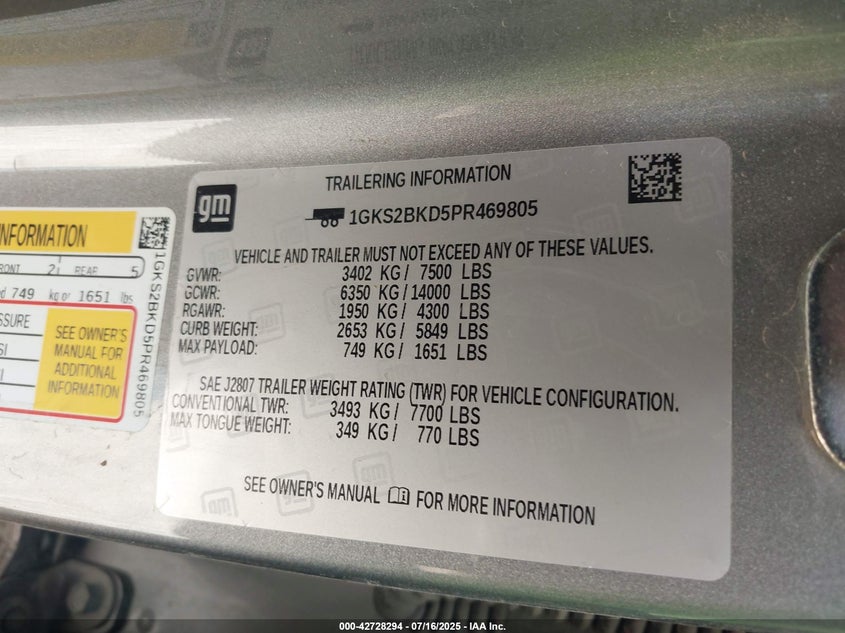 NFORMATION
FRONT 2 REAR 5
749 kg or 1651 lbs
SSURE
SEE OWNER'S
MANUAL FOR
ADDITIONAL
INFORMATION
1GKS2BKD5PR469805
gm
TRAILERING INFORMATION
1GKS2BKD5PR469805
VEHICLE AND TRAILER MUST NOT EXCEED ANY OF THESE VALUES.
GVWR: 3402 KG / 7500 LBS
GCWR: 6350 KG / 14000 LBS
RGAWR: 1950 KG / 4300 LBS
CURB WEIGHT: 2653 KG / 5849 LBS
MAX PAYLOAD: 749 KG / 1651 LBS
SAE J2807 TRAILER WEIGHT RATING (TWR) FOR VEHICLE CONFIGURATION.
CONVENTIONAL TWR: 3493 KG / 7700 LBS
MAX TONGUE WEIGHT: 349 KG / 770 LBS
SEE OWNER'S MANUAL FOR MORE INFORMATION
000-42728294 - 07/16/2025 - IAA Inc.